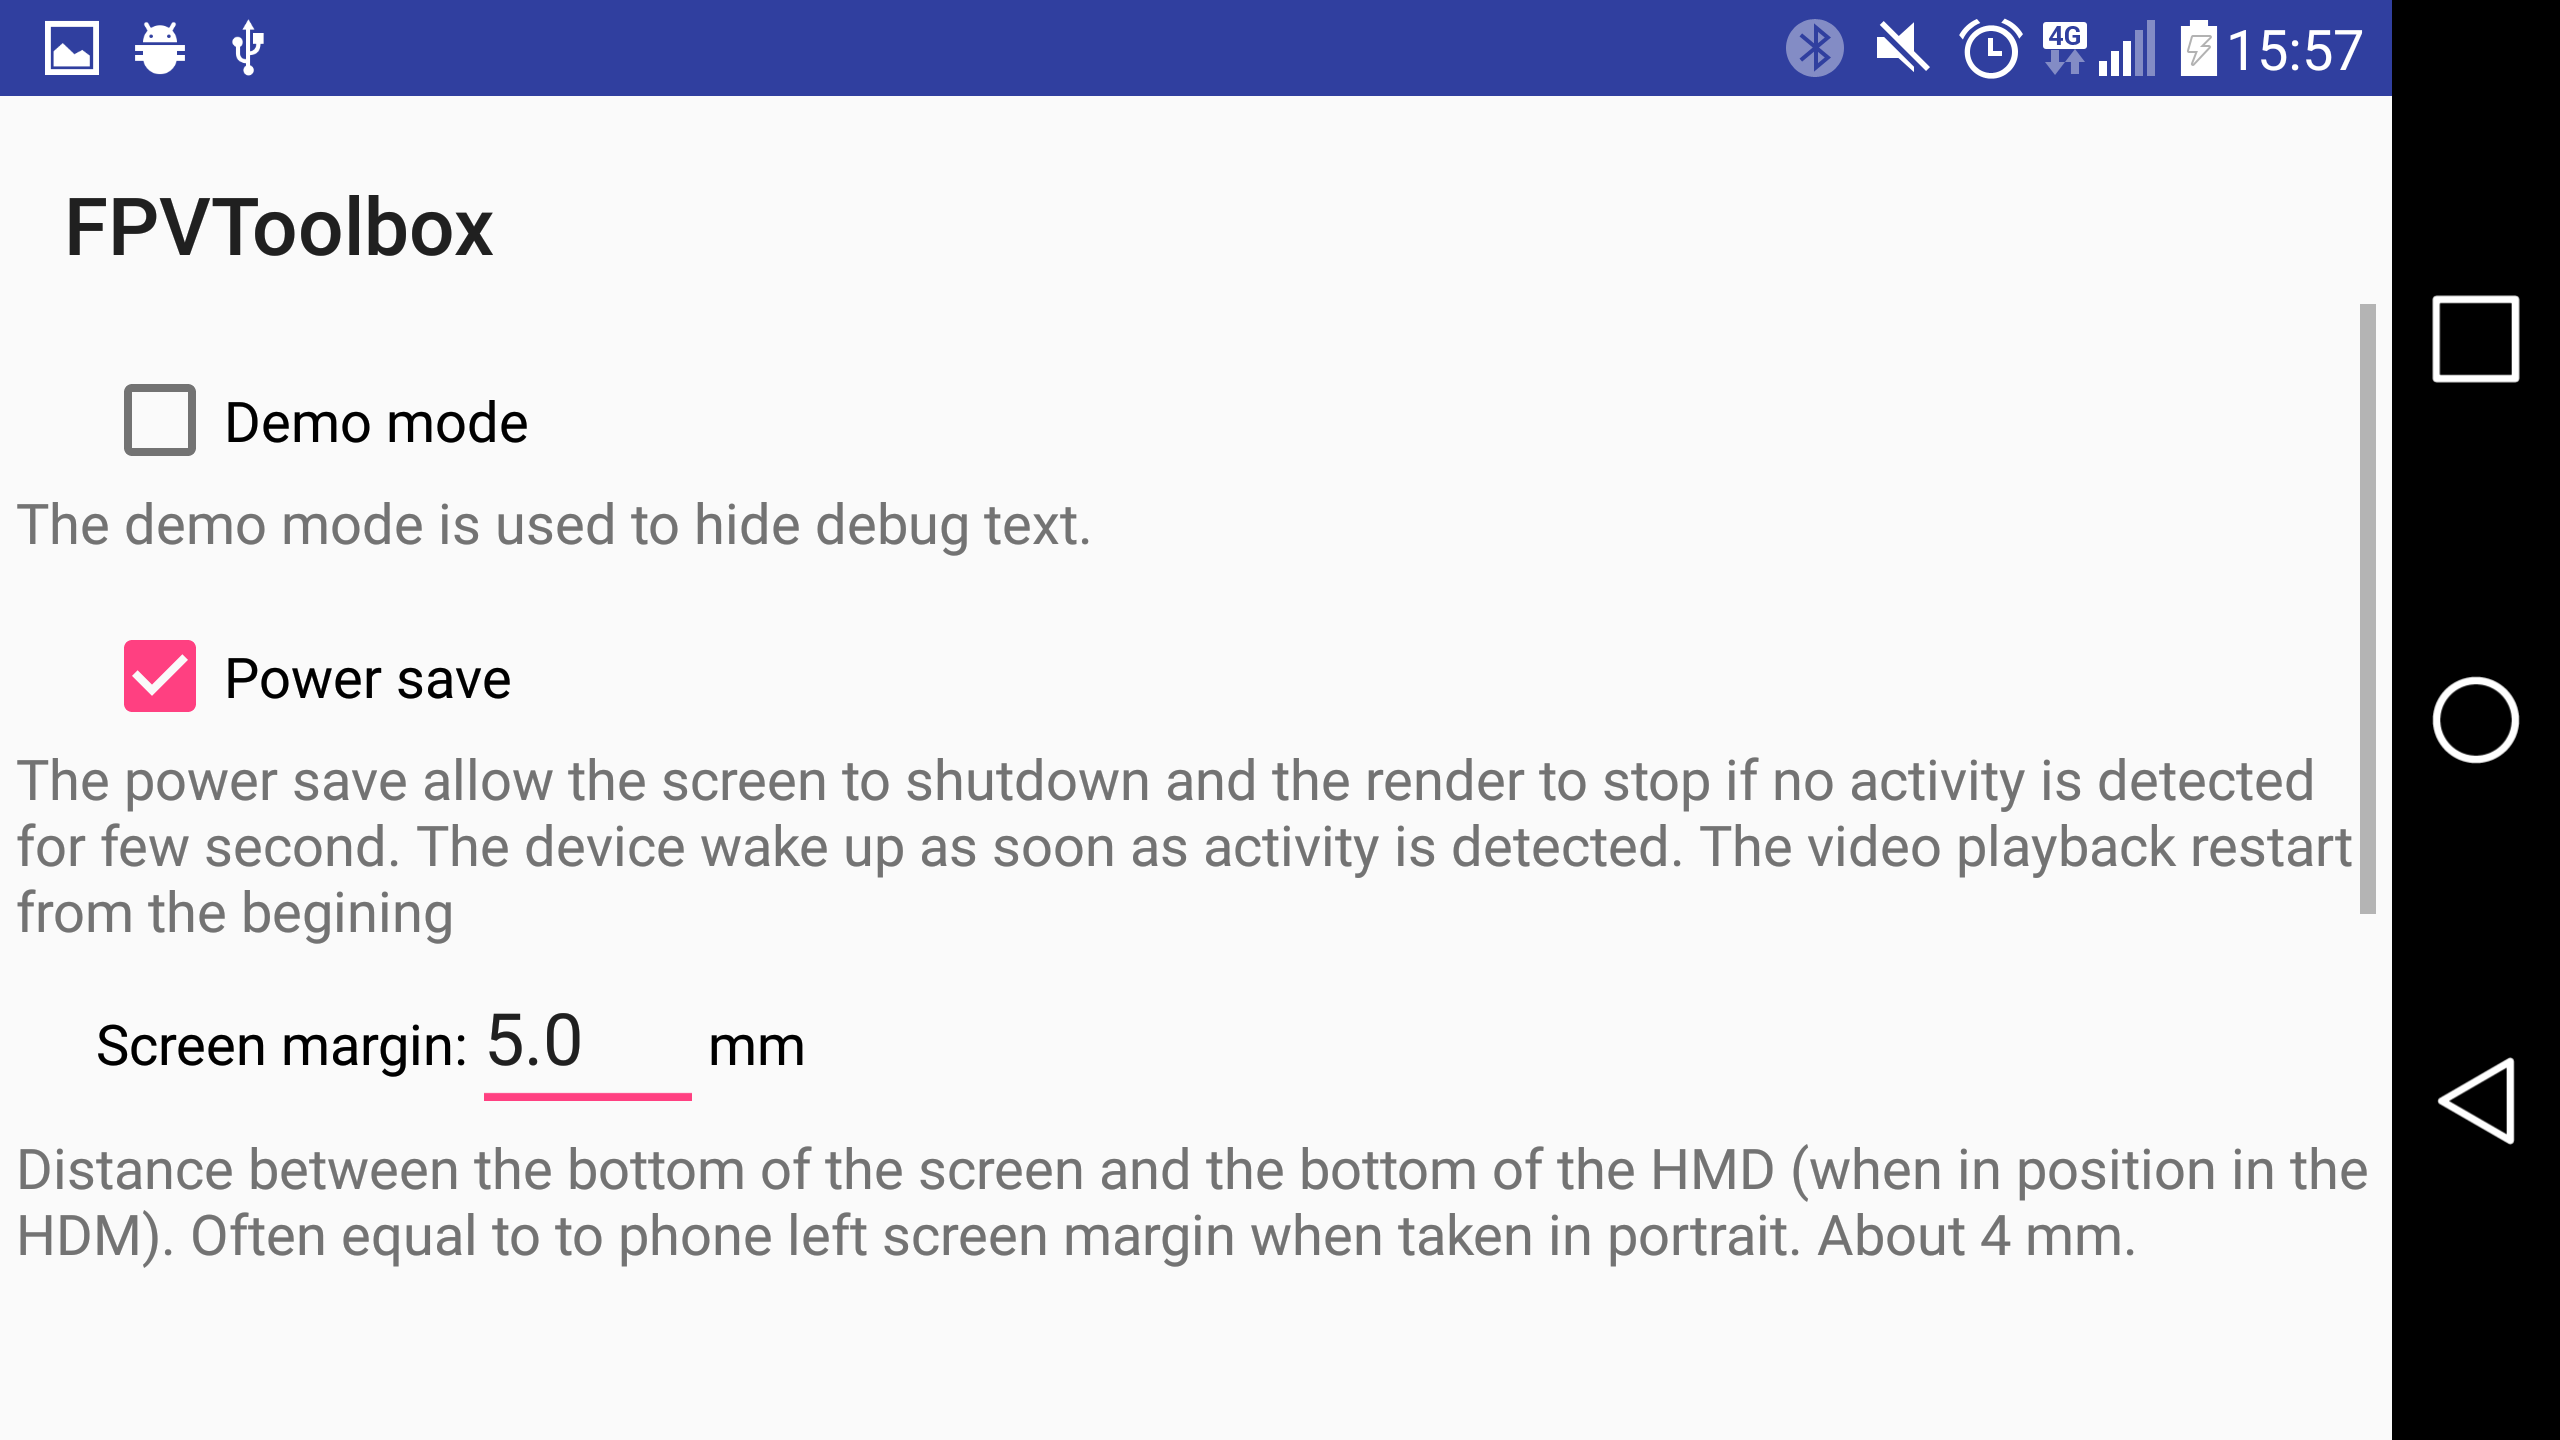 4G 15:57
FPVToolbox
Demo mode
The demo mode is used to hide debug text.
Power save
The power save allow the screen to shutdown and the render to stop if no activity is detected
for few second. The device wake up as soon as activity is detected. The video playback restart
from the begining
Screen margin: 5.0 mm
Distance between the bottom of the screen and the bottom of the HMD (when in position in the
HDM). Often equal to to phone left screen margin when taken in portrait. About 4 mm.